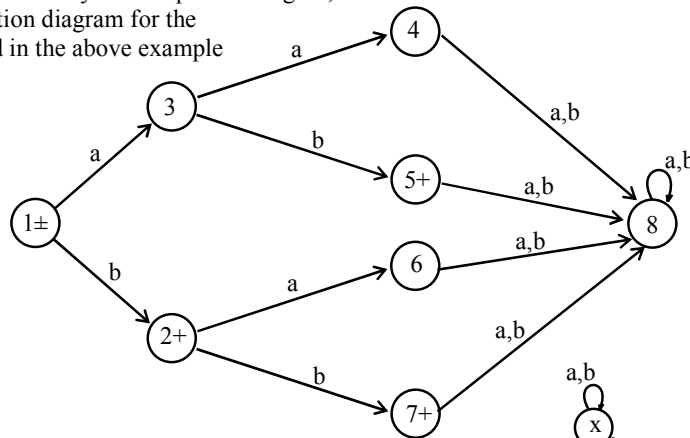 tion diagram for the
in the above example
4
a
a,b
3
a
b
a,b
5+
a,b
1±
8
a,b
6
b
a
2+
a,b
b
a,b
7+
x